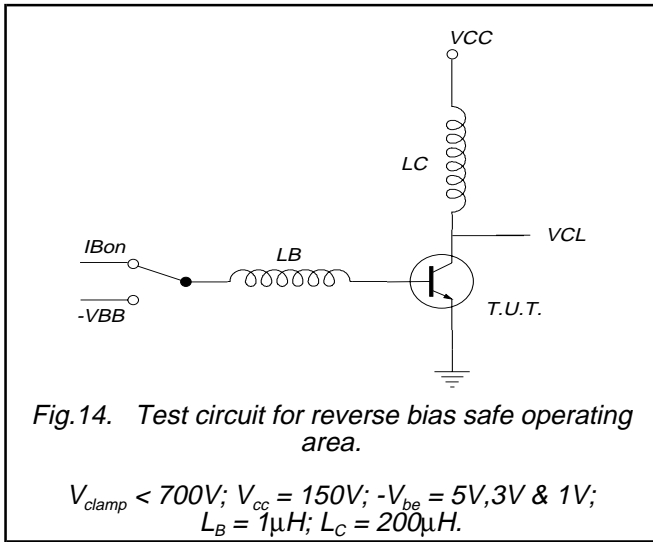 VCC
LC
IBon
LB
VCL
-VBB
T.U.T.
Fig.14. Test circuit for reverse bias safe operating
area.
Vclamp < 700V; Vcc = 150V; -Vbe = 5V,3V & 1V;
LB = 1μH; LC = 200μH.